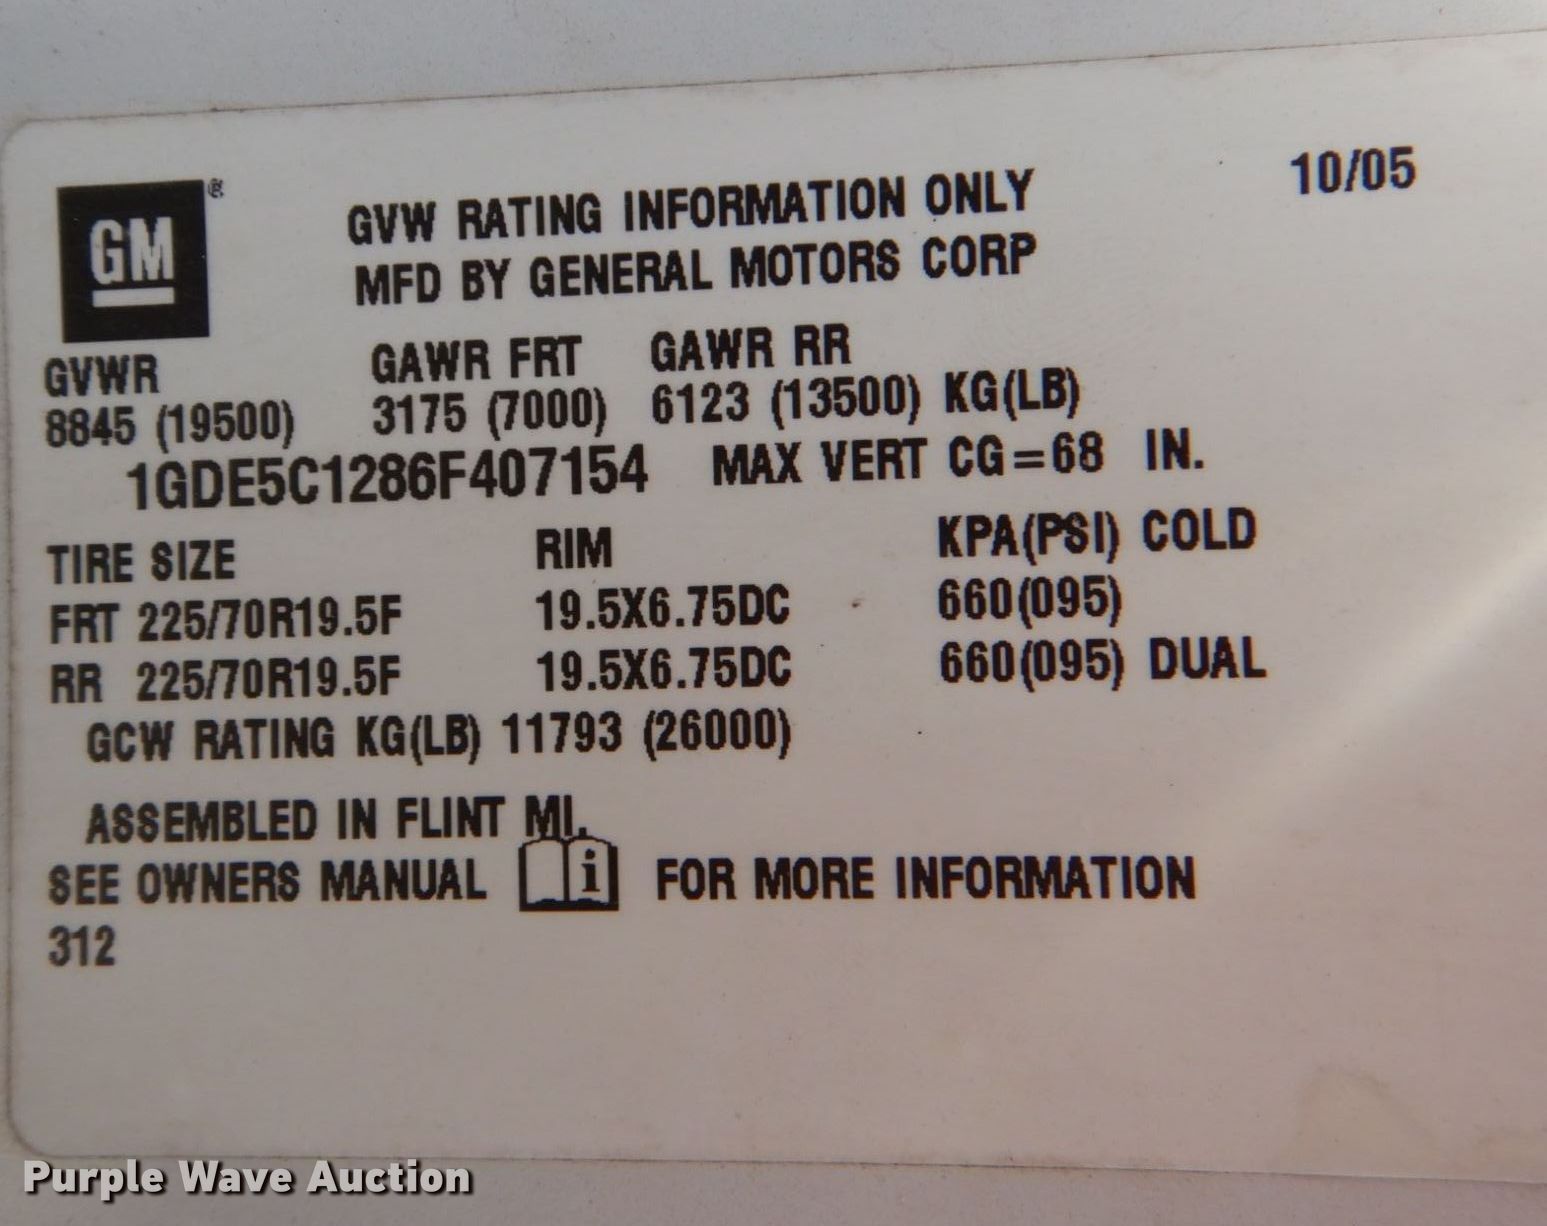 GM®
10/05
GVW RATING INFORMATION ONLY
MFD BY GENERAL MOTORS CORP
GVWR GAWR FRT GAWR RR
8845 (19500) 3175 (7000) 6123 (13500) KG(LB)
1GDE5C1286F407154 MAX VERT CG=68 IN.
TIRE SIZE RIM KPA(PSI) COLD
FRT 225/70R19.5F 19.5X6.75DC 660(095)
RR 225/70R19.5F 19.5X6.75DC 660(095) DUAL
GCW RATING KG(LB) 11793 (26000)
ASSEMBLED IN FLINT MI.
SEE OWNERS MANUAL i FOR MORE INFORMATION
312
Purple Wave Auction